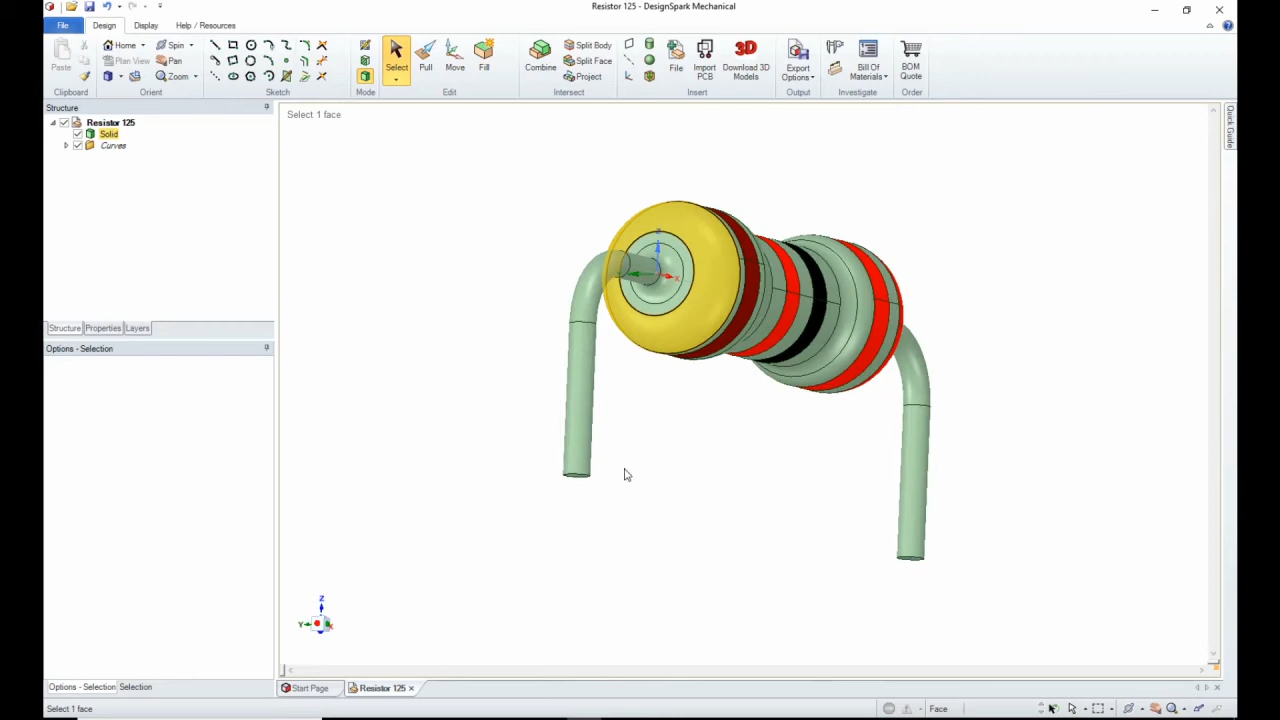 Resistor 125 - DesignSpark Mechanical
File Design Display Help / Resources
Paste
Home Spin
Plan View Pan
Zoom
Select Pull Move Fill
Combine
Split Body
Split Face
Project
File Import PCB Download 3D Models
3D
Export Options
Bill Of Materials
BOM Quote
Clipboard Orient Sketch Mode Edit Intersect Insert Output Investigate Order
Structure
Resistor 125
Solid
Curves
Structure Properties Layers
Options - Selection
Select 1 face
Quick Guide
Z
X
Z
Y
X
Options - Selection Selection
Start Page Resistor 125
Select 1 face
Face